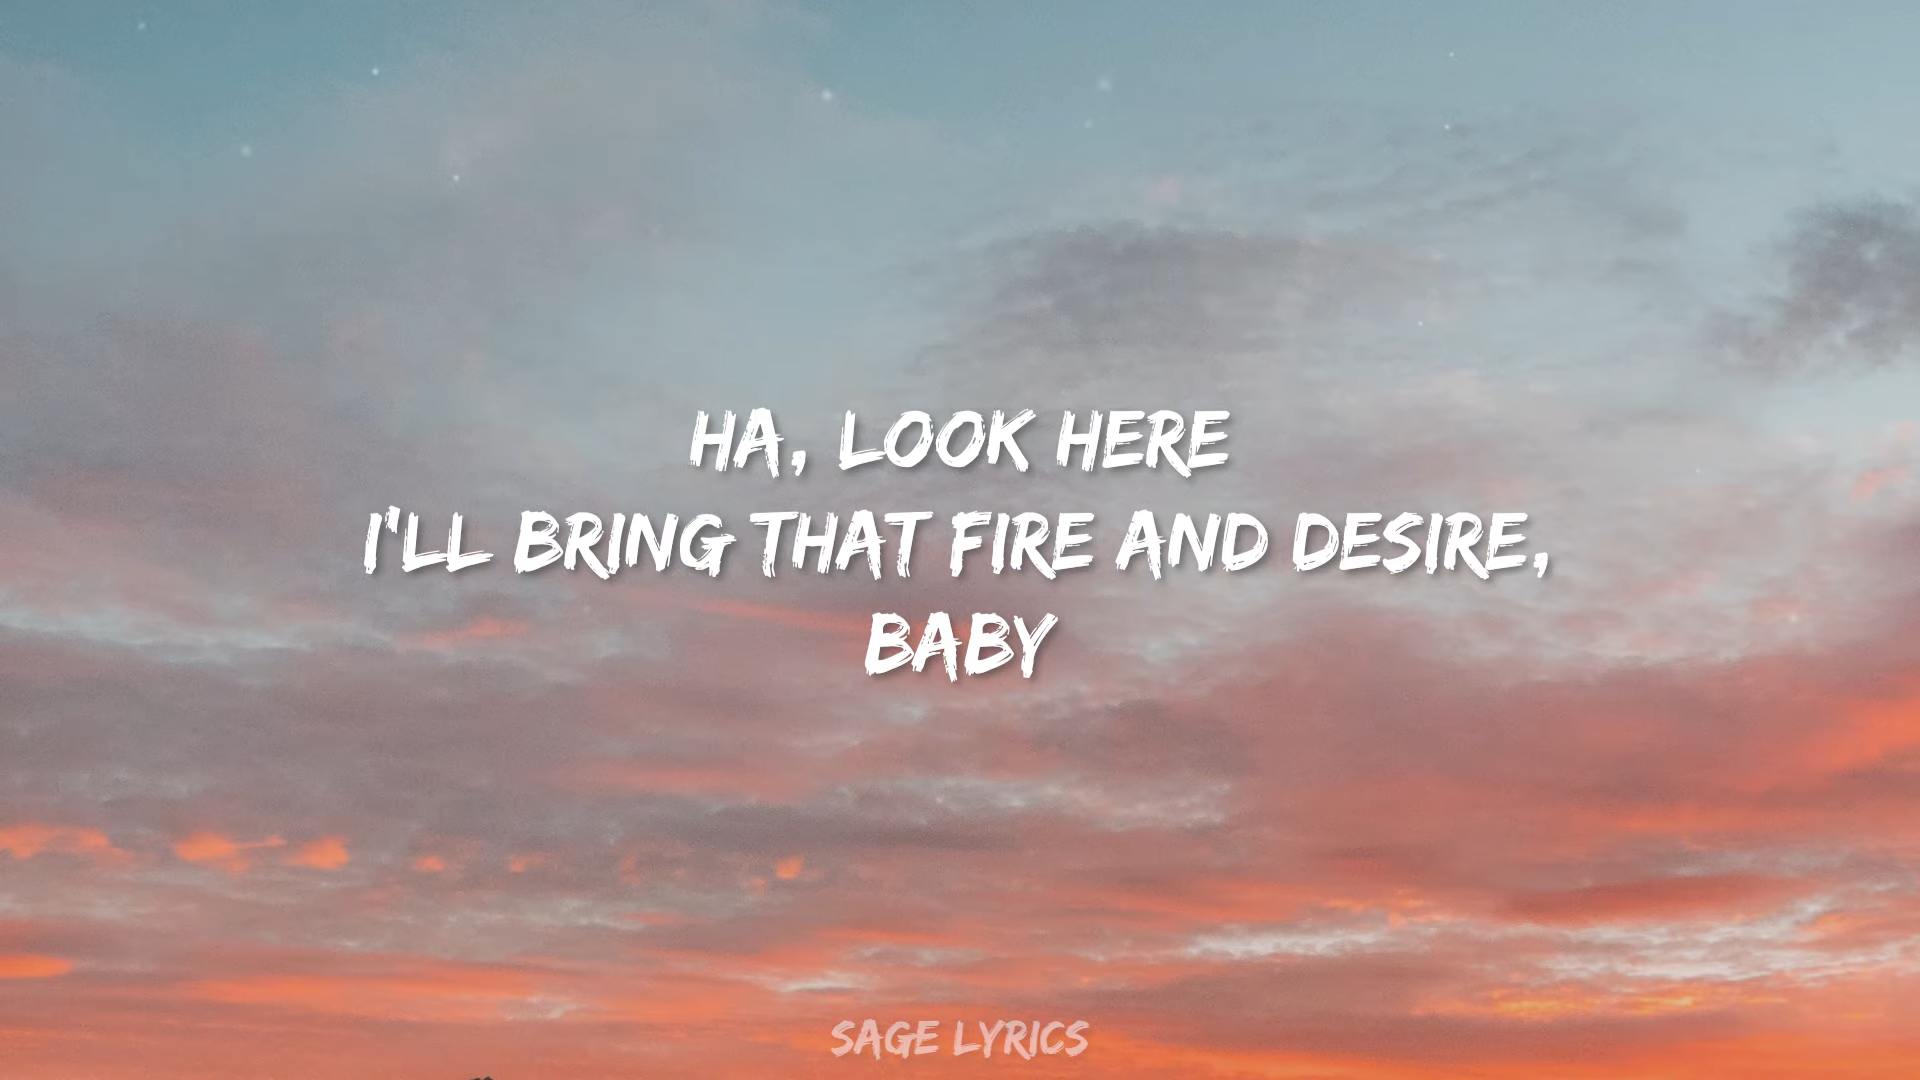 HA, LOOK HERE
I'LL BRING THAT FIRE AND DESIRE,
BABY
SAGE LYRICS